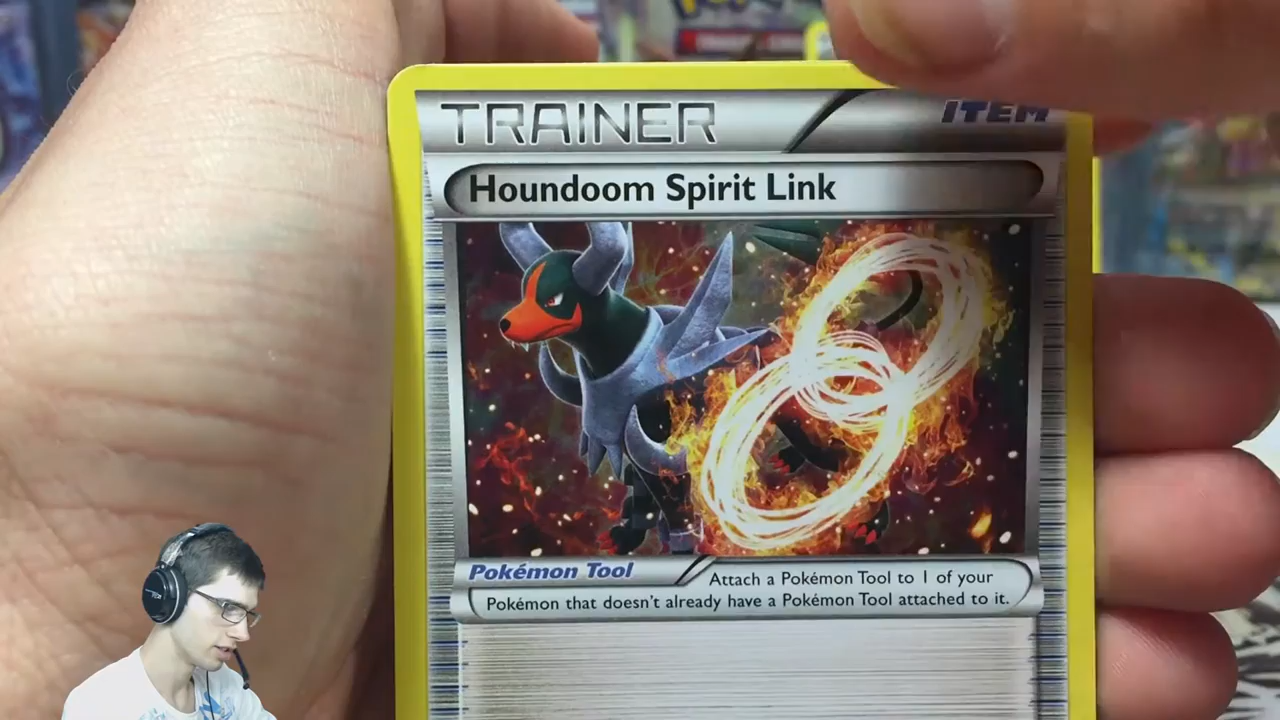 TRAINER
ITEM
Houndoom Spirit Link
Pokémon Tool
Attach a Pokémon Tool to 1 of your
Pokémon that doesn't already have a Pokémon Tool attached to it.